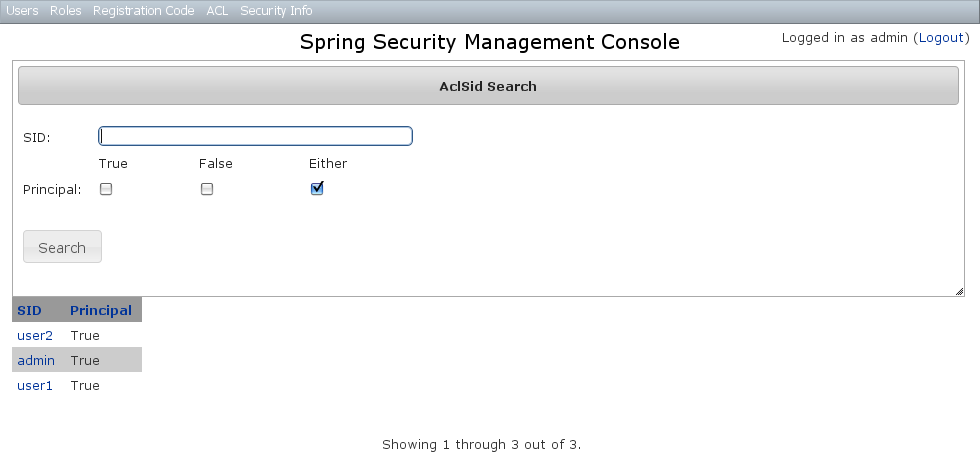 Users Roles Registration Code ACL Security Info
Spring Security Management Console
Logged in as admin (Logout)
AclSid Search
SID:
True False Either
Principal:
Search
SID Principal
user2 True
admin True
user1 True
Showing 1 through 3 out of 3.